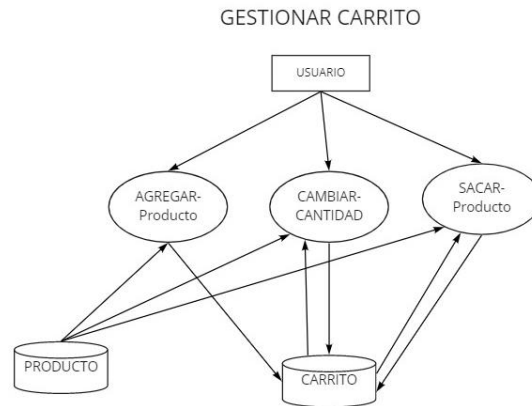 GESTIONAR CARRITO
USUARIO
AGREGAR-
Producto
CAMBIAR-
CANTIDAD
SACAR-
Producto
PRODUCTO
CARRITO